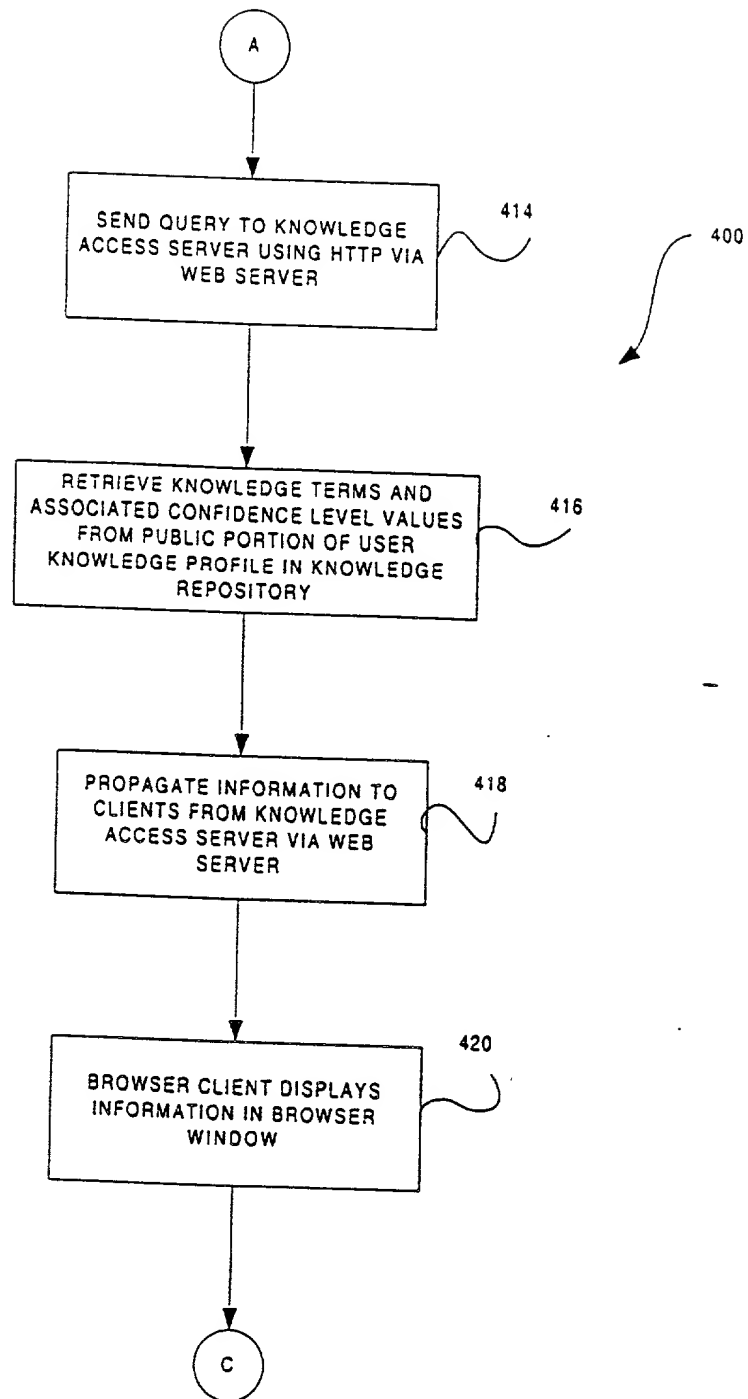 A
SEND QUERY TO KNOWLEDGE
ACCESS SERVER USING HTTP VIA
WEB SERVER
414
400
RETRIEVE KNOWLEDGE TERMS AND
ASSOCIATED CONFIDENCE LEVEL VALUES
FROM PUBLIC PORTION OF USER
KNOWLEDGE PROFILE IN KNOWLEDGE
REPOSITORY
416
PROPAGATE INFORMATION TO
CLIENTS FROM KNOWLEDGE
ACCESS SERVER VIA WEB
SERVER
418
BROWSER CLIENT DISPLAYS
INFORMATION IN BROWSER
WINDOW
420
C